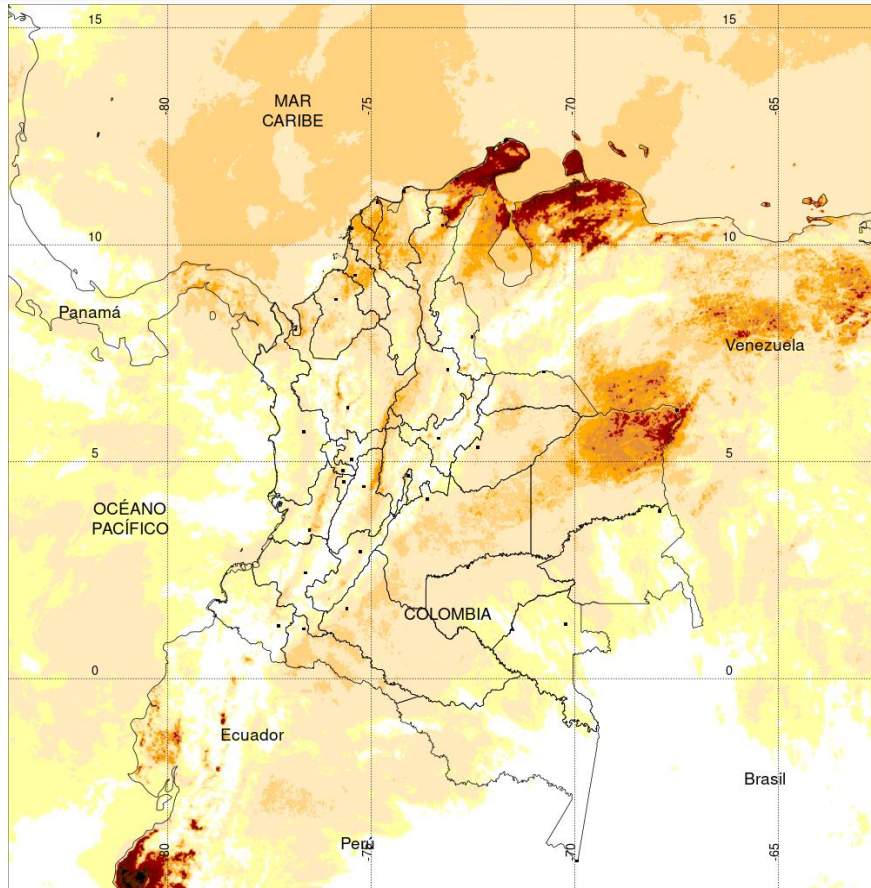 15
15
-80
-75
-70
-65
MAR
CARIBE
10
10
Panamá
Venezuela
5
5
OCÉANO
PACÍFICO
COLOMBIA
0
0
Ecuador
Brasil
Perú
-80
-75
-70
-65